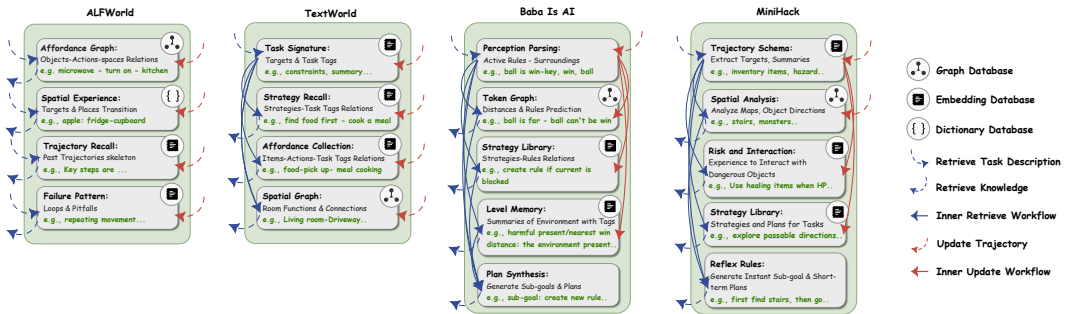 ALFWorld
Affordance Graph:
Objects-Actions-spaces Relations
e.g., microwave - turn on - kitchen
Spatial Experience:
Targets & Places Transition
e.g., apple: fridge-cupboard
{ }
Trajectory Recall:
Past Trajectories skeleton
e.g., Key steps are ...
Failure Pattern:
Loops & Pitfalls
e.g., repeating movement...
TextWorld
Task Signature:
Targets & Task Tags
e.g., constraints, summary...
Strategy Recall:
Strategies-Task Tags Relations
e.g., find food first - cook a meal
Affordance Collection:
Items-Actions-Task Tags Relations
e.g., food-pick up- meal cooking
Spatial Graph:
Room Functions & Connections
e.g., Living room-Driveway..
Baba Is AI
Perception Parsing:
Active Rules - Surroundings
e.g., ball is win-key, win, ball
Token Graph:
Distances & Rules Prediction
e.g., ball is far - ball can't be win
Strategy Library:
Strategies-Rules Relations
e.g., create rule if current is
blocked
Level Memory:
Summaries of Environment with Tags
e.g., harmful present/nearest win
distance: the environment present..
Plan Synthesis:
Generate Sub-goals & Plans
e.g., sub-goal: create new rule..
MiniHack
Trajectory Schema:
Extract Targets, Summaries
e.g., inventory items, hazard..
Spatial Analysis:
Analyze Maps, Object Directions
e.g., stairs, monsters..
Risk and Interaction:
Experience to Interact with
Dangerous Objects
e.g., Use healing items when HP..
Strategy Library:
Strategies and Plans for Tasks
e.g., explore passable directions..
Reflex Rules:
Generate Instant Sub-goal & Short-
term Plans
e.g., first find stairs, then go..
Graph Database
Embedding Database
{ } Dictionary Database
Retrieve Task Description
Retrieve Knowledge
Inner Retrieve Workflow
Update Trajectory
Inner Update Workflow